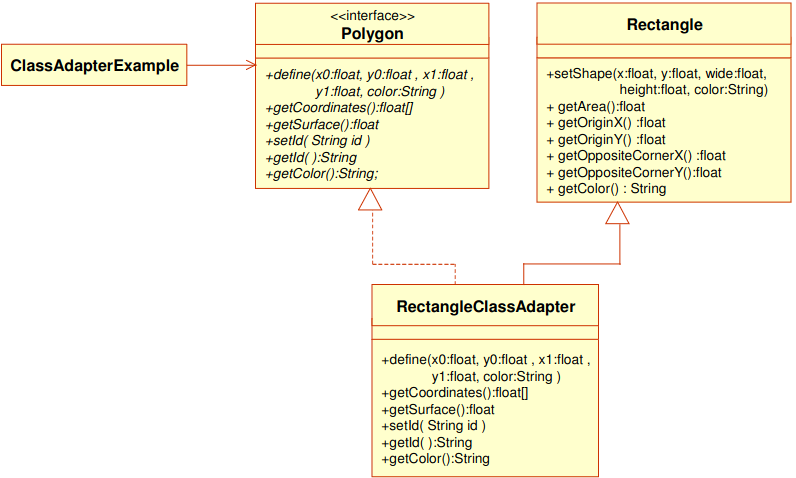 ClassAdapterExample
<<interface>>
Polygon
+define(x0:float, y0:float , x1:float ,
y1:float, color:String )
+getCoordinates():float[]
+getSurface():float
+setId( String id )
+getId( ):String
+getColor():String;
Rectangle
+setShape(x:float, y:float, wide:float,
height:float, color:String)
+ getArea():float
+ getOriginX() :float
+ getOriginY() :float
+ getOppositeCornerX() :float
+ getOppositeCornerY():float
+ getColor() : String
RectangleClassAdapter
+define(x0:float, y0:float , x1:float ,
y1:float, color:String )
+getCoordinates():float[]
+getSurface():float
+setId( String id )
+getId( ):String
+getColor():String